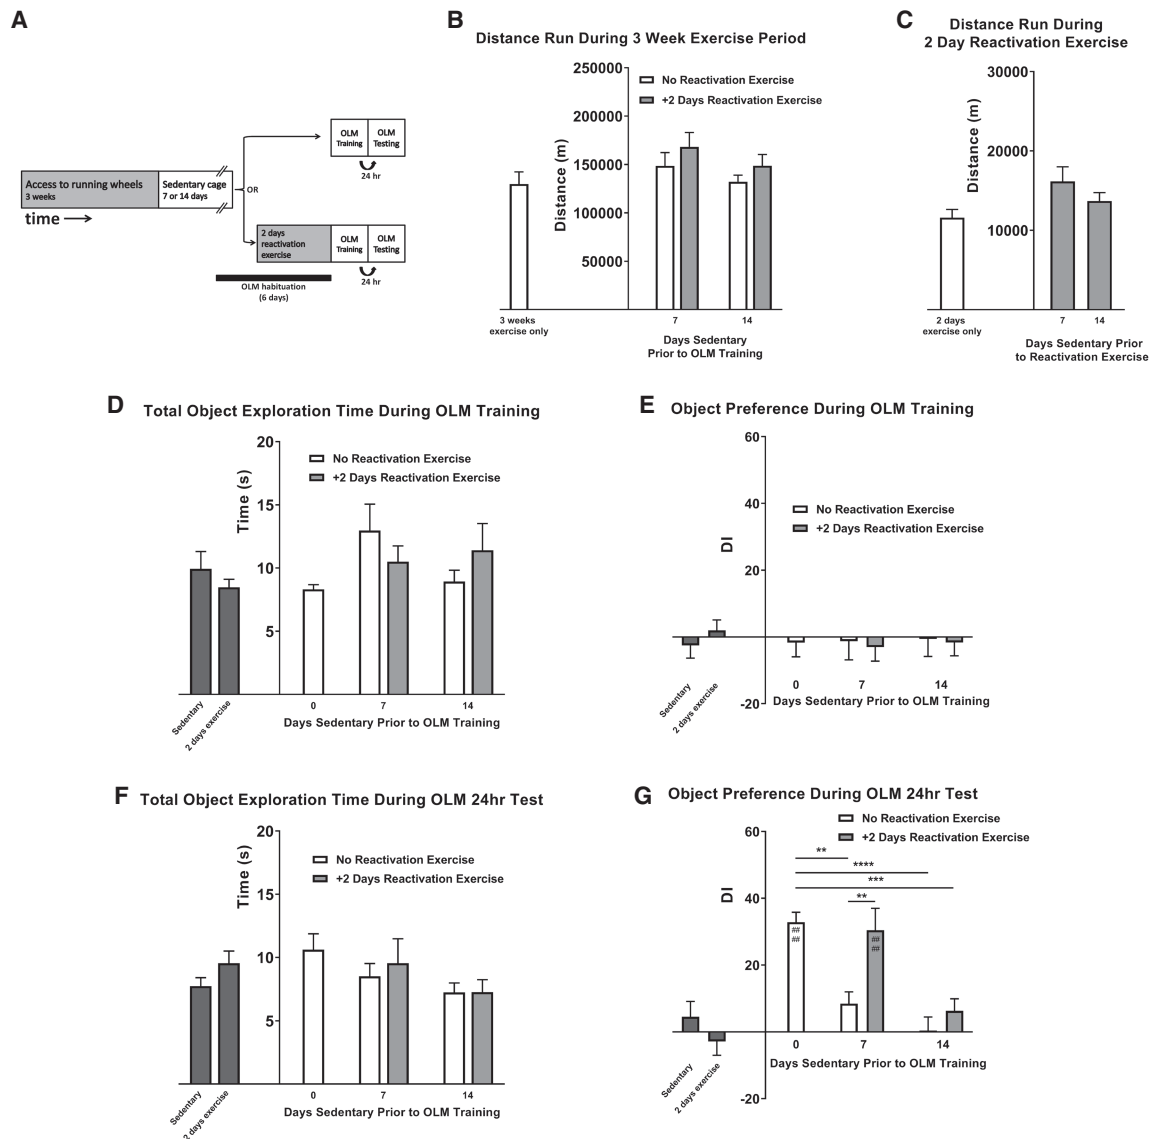 A
Access to running wheels
3 weeks
Sedentary cage
7 or 14 days
time
OR
OLM
Training
OLM
Testing
24 hr
2 days
reactivation
exercise
OLM
Training
OLM
Testing
24 hr
OLM habituation
(6 days)
B
Distance Run During 3 Week Exercise Period
Distance (m)
250000
200000
150000
100000
50000
No Reactivation Exercise
+2 Days Reactivation Exercise
3 weeks
exercise only
7
14
Days Sedentary
Prior to OLM Training
C
Distance Run During
2 Day Reactivation Exercise
Distance (m)
30000
20000
10000
2 days
exercise only
7
14
Days Sedentary Prior
to Reactivation Exercise
D
Total Object Exploration Time During OLM Training
Time (s)
20
15
10
5
No Reactivation Exercise
+2 Days Reactivation Exercise
Sedentary
2 days exercise
0
7
14
Days Sedentary Prior to OLM Training
E
Object Preference During OLM Training
DI
60
40
20
-20
No Reactivation Exercise
+2 Days Reactivation Exercise
Sedentary
2 days exercise
0
7
14
Days Sedentary Prior to OLM Training
F
Total Object Exploration Time During OLM 24hr Test
Time (s)
20
15
10
5
No Reactivation Exercise
+2 Days Reactivation Exercise
Sedentary
2 days exercise
0
7
14
Days Sedentary Prior to OLM Training
G
Object Preference During OLM 24hr Test
No Reactivation Exercise
+2 Days Reactivation Exercise
DI
60
40
20
-20
**
****
***
**
##
##
##
##
Sedentary
2 days exercise
0
7
14
Days Sedentary Prior to OLM Training